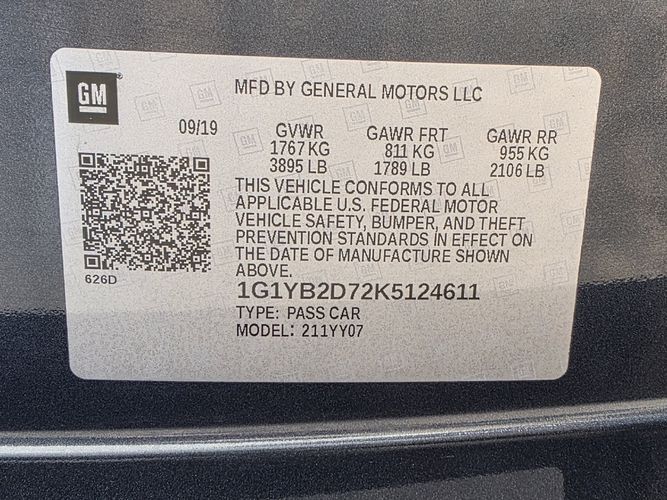 GM
MFD BY GENERAL MOTORS LLC
09/19 GVWR GAWR FRT GAWR RR
1767 KG 811 KG 955 KG
3895 LB 1789 LB 2106 LB
THIS VEHICLE CONFORMS TO ALL
APPLICABLE U.S. FEDERAL MOTOR
VEHICLE SAFETY, BUMPER, AND THEFT
PREVENTION STANDARDS IN EFFECT ON
THE DATE OF MANUFACTURE SHOWN
ABOVE.
626D
1G1YB2D72K5124611
TYPE: PASS CAR
MODEL: 211YY07